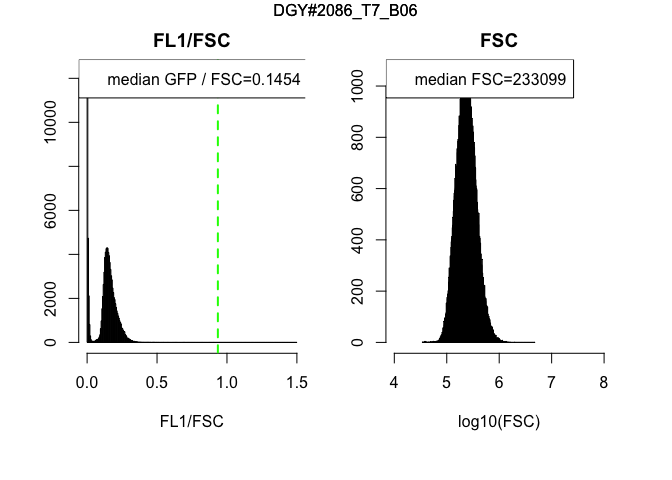 DGY#2086_T7_B06
FL1/FSC
median GFP / FSC=0.1454
2000
6000
10000
0
0.0 0.5 1.0 1.5
FL1/FSC
FSC
median FSC=233099
1000
800
600
400
200
0
4 5 6 7 8
log10(FSC)